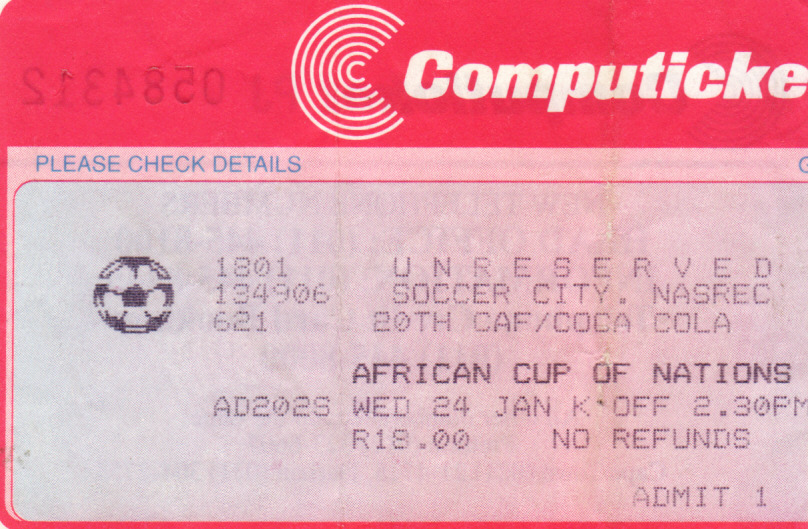 0584312
Computicke
PLEASE CHECK DETAILS
1801 UNRESERVED
134906 SOCCER CITY. NASREC
621 20TH CAF/COCA COLA
AFRICAN CUP OF NATIONS
AD202S WED 24 JAN K'OFF 2.30PM
R18.00 NO REFUNDS
ADMIT 1